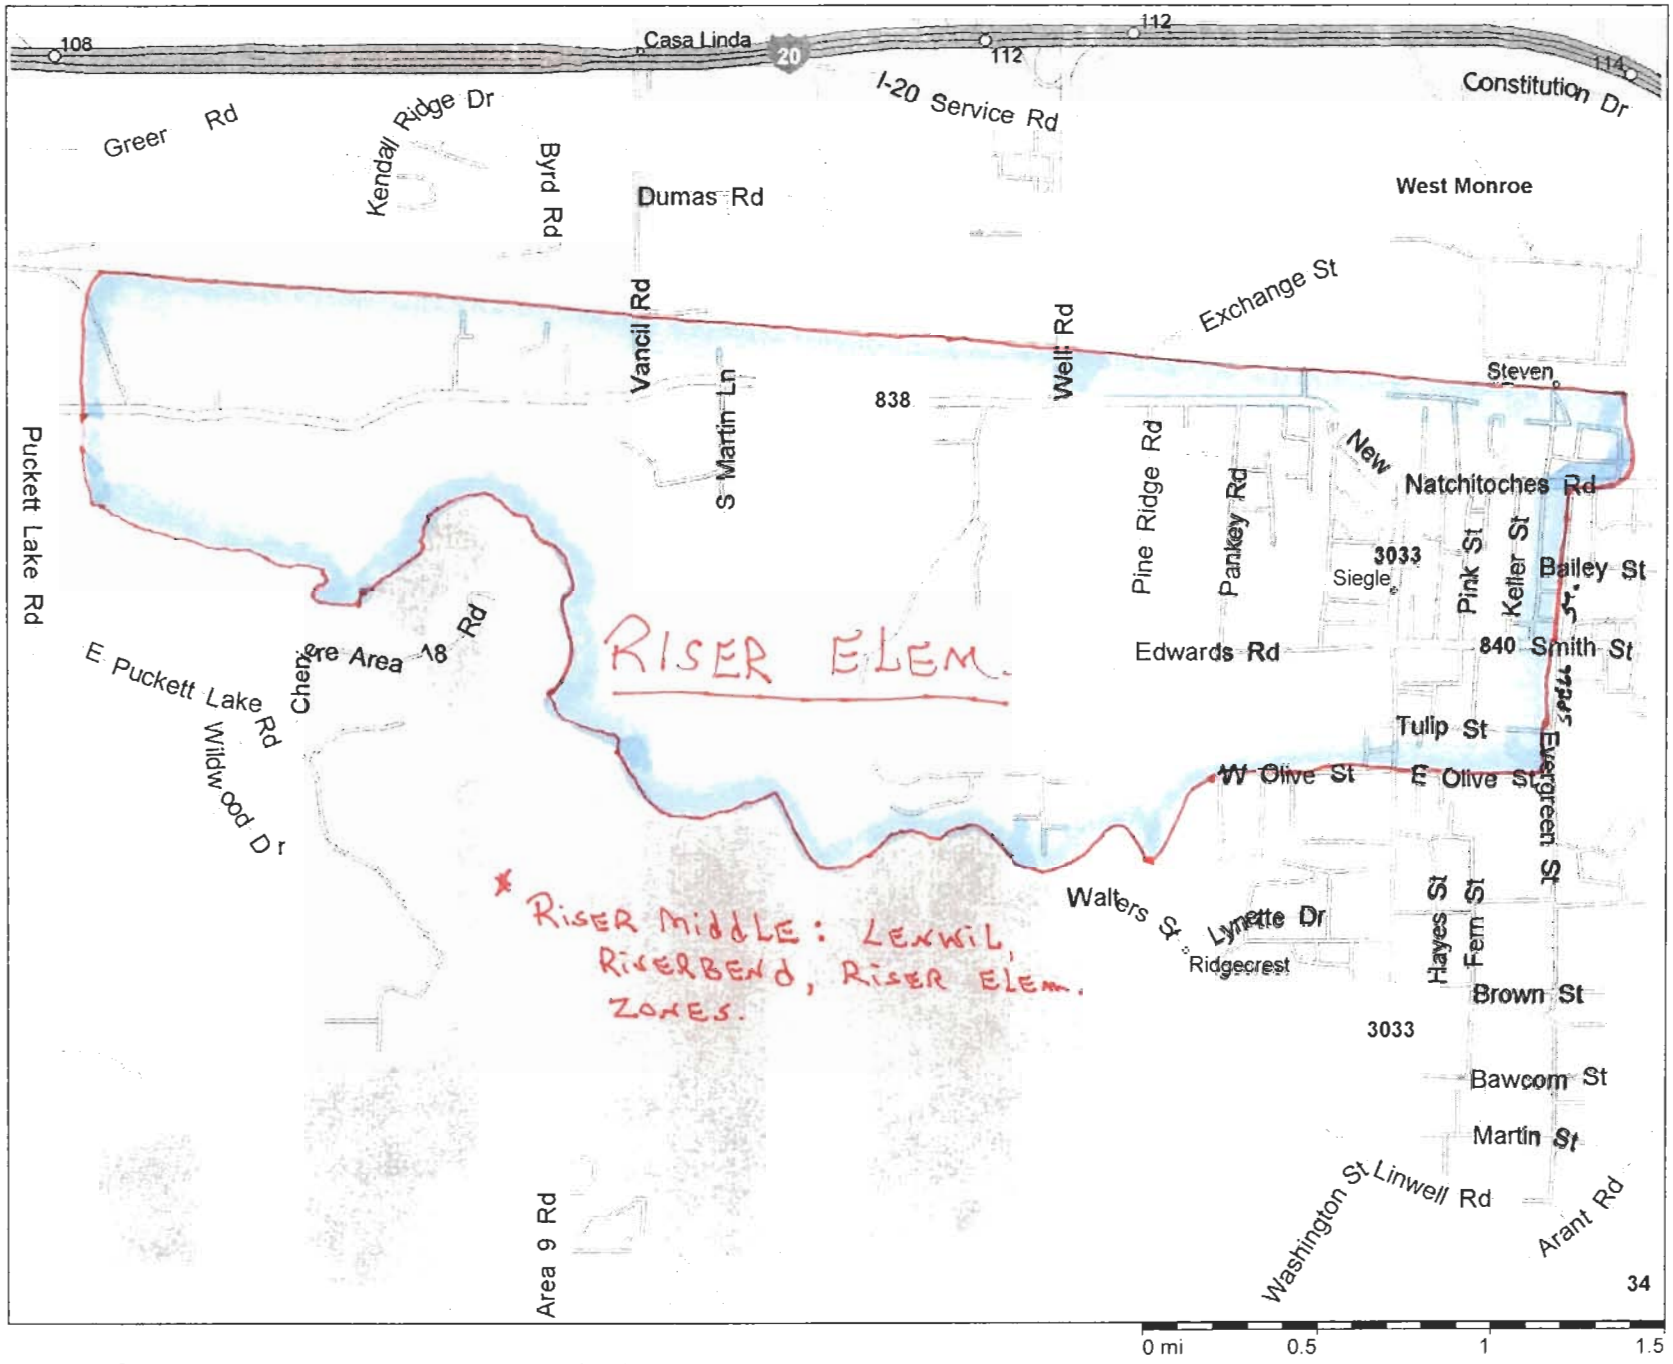 108
Casa Linda
20
112
112
114
Constitution Dr
I-20 Service Rd
Greer Rd
Kendall Ridge Dr
Byrd Rd
Dumas Rd
West Monroe
Exchange St
Vancil Rd
Well Rd
Steven
S Martin Ln
838
Puckett Lake Rd
Pine Ridge Rd
Pankey Rd
New
Natchitoches Rd
3033
Siegle
Pink St
Keller St
Bailey St
St.
RISER ELEM.
Edwards Rd
840
Smith St
E Puckett Lake Rd
Rd
Wildwood Dr
Tulip St
W Olive St
E Olive St
Evergreen St
* RISER MIDDLE: LENWIL,
RIVERBEND, RISER ELEM.
ZONES.
Walters St
Lynette Dr
Ridgecrest
Hayes St
Fern St
Brown St
3033
Bawcom St
Martin St
Washington St
Linwell Rd
Arant Rd
Area 9 Rd
34
0 mi
0.5
1
1.5